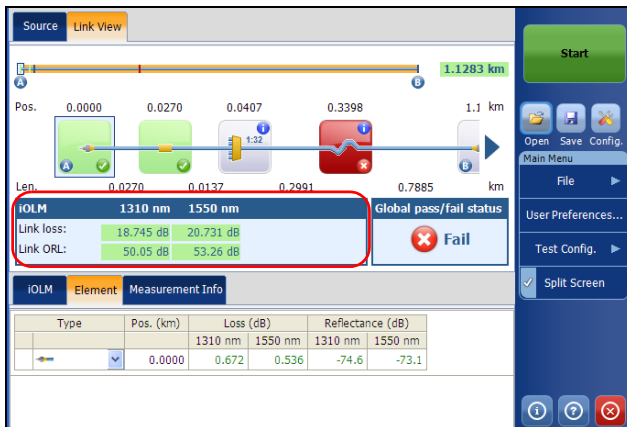 Source Link View
1.1283 km
A B
Pos. 0.0000 0.0270 0.0407 0.3398 1.1 km
1:32
A B
Len. 0.0270 0.0137 0.2991 0.7885 km
iOLM 1310 nm 1550 nm
Link loss: 18.745 dB 20.731 dB
Link ORL: 50.05 dB 53.26 dB
Global pass/fail status
Fail
iOLM Element Measurement Info
Type Pos. (km) Loss (dB) Reflectance (dB)
1310 nm 1550 nm 1310 nm 1550 nm
0.0000 0.672 0.536 -74.6 -73.1
Start
Open Save Config.
Main Menu
File
User Preferences...
Test Config.
Split Screen